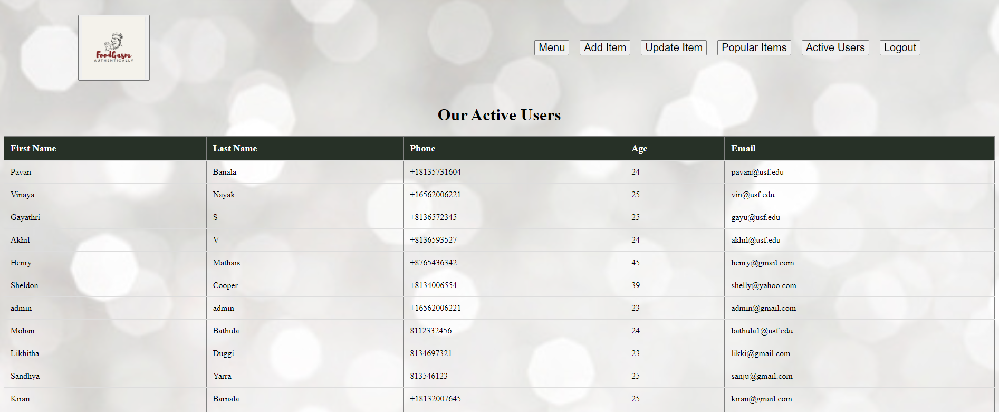 FoodGasm
AUTHENTICALLY
Menu Add Item Update Item Popular Items Active Users Logout
Our Active Users
First Name Last Name Phone Age Email
Pavan Banala +18135731604 24 pavan@usf.edu
Vinaya Nayak +16562006221 25 vin@usf.edu
Gayathri S +8136572345 25 gayu@usf.edu
Akhil V +8136593527 24 akhil@usf.edu
Henry Mathais +8765436342 45 henry@gmail.com
Sheldon Cooper +8134006554 39 shelly@yahoo.com
admin admin +16562006221 23 admin@gmail.com
Mohan Bathula 8112332456 24 bathula1@usf.edu
Likhitha Duggi 8134697321 23 likki@gmail.com
Sandhya Yarra 813546123 25 sanju@gmail.com
Kiran Barnala +18132007645 25 kiran@gmail.com